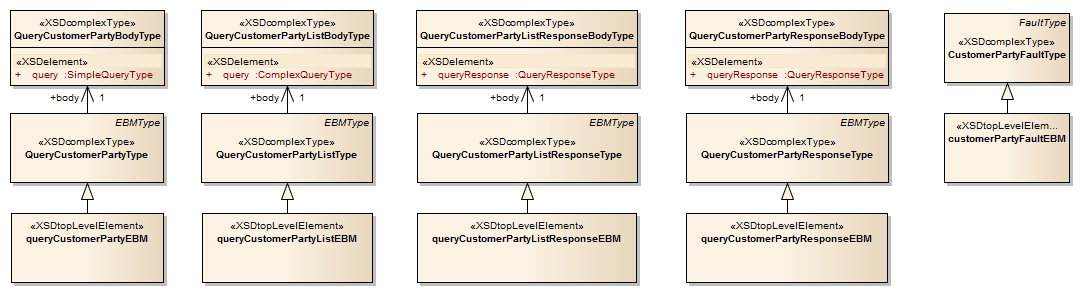 «XSDcomplexType»
QueryCustomerPartyBodyType
«XSDelement»
+ query :SimpleQueryType
+body 1
EBMType
«XSDcomplexType»
QueryCustomerPartyType
«XSDtopLevelElement»
queryCustomerPartyEBM
«XSDcomplexType»
QueryCustomerPartyListBodyType
«XSDelement»
+ query :ComplexQueryType
+body 1
EBMType
«XSDcomplexType»
QueryCustomerPartyListType
«XSDtopLevelElement»
queryCustomerPartyListEBM
«XSDcomplexType»
QueryCustomerPartyListResponseBodyType
«XSDelement»
+ queryResponse :QueryResponseType
+body 1
EBMType
«XSDcomplexType»
QueryCustomerPartyListResponseType
«XSDtopLevelElement»
queryCustomerPartyListResponseEBM
«XSDcomplexType»
QueryCustomerPartyResponseBodyType
«XSDelement»
+ queryResponse :QueryResponseType
+body 1
EBMType
«XSDcomplexType»
QueryCustomerPartyResponseType
«XSDtopLevelElement»
queryCustomerPartyResponseEBM
FaultType
«XSDcomplexType»
CustomerPartyFaultType
«XSDtopLevelElem...
customerPartyFaultEBM